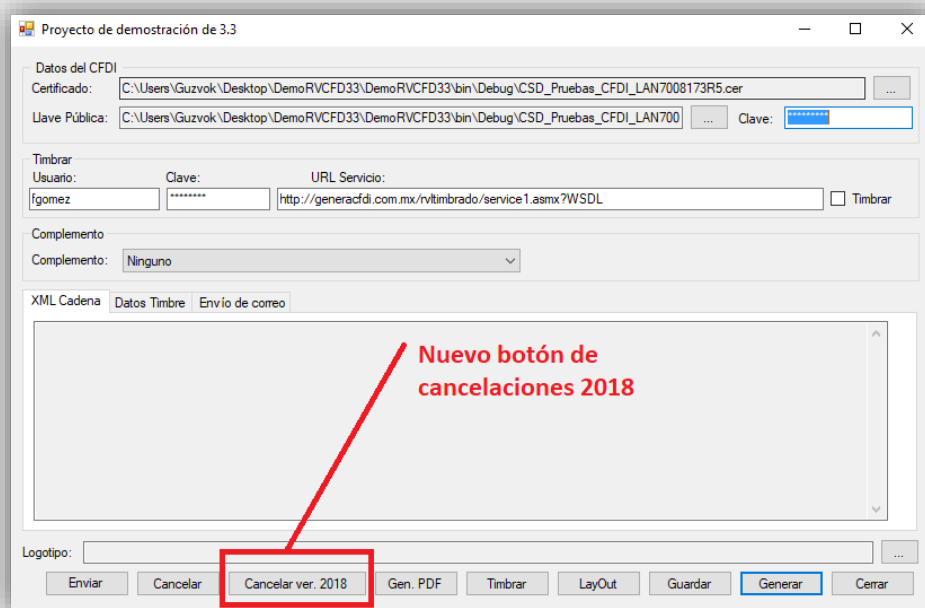 Proyecto de demostración de 3.3
Datos del CFDI
Certificado: C:\Users\Guzvok\Desktop\DemoRVCFD33\DemoRVCFD33\bin\Debug\CSD_Pruebas_CFDI_LAN7008173R5.cer ...
Llave Pública: C:\Users\Guzvok\Desktop\DemoRVCFD33\DemoRVCFD33\bin\Debug\CSD_Pruebas_CFDI_LAN700 ... Clave: *********
Timbrar
Usuario: Clave: URL Servicio:
fgomez ******** http://generacfdi.com.mx/rvltimbrado/service1.asmx?WSDL Timbrar
Complemento
Complemento: Ninguno
XML Cadena Datos Timbre Envío de correo
Nuevo botón de
cancelaciones 2018
Logotipo: ...
Enviar Cancelar Cancelar ver. 2018 Gen. PDF Timbrar LayOut Guardar Generar Cerrar